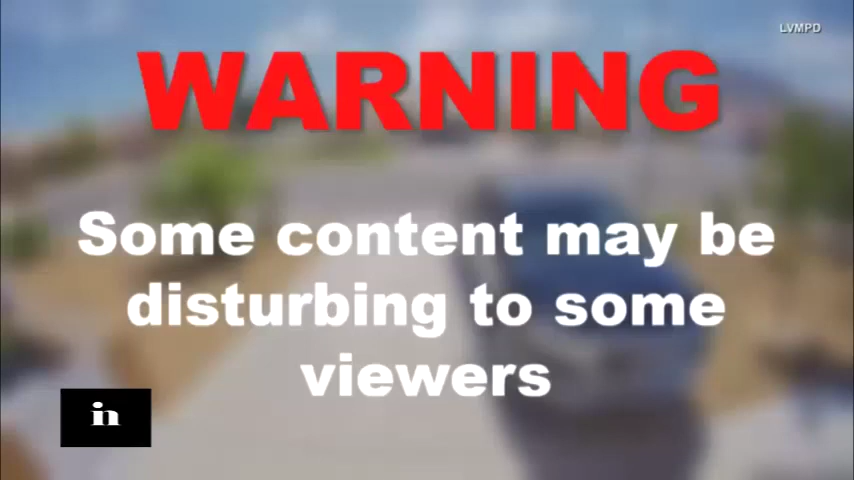 LVMPD
WARNING
Some content may be
disturbing to some
viewers
in